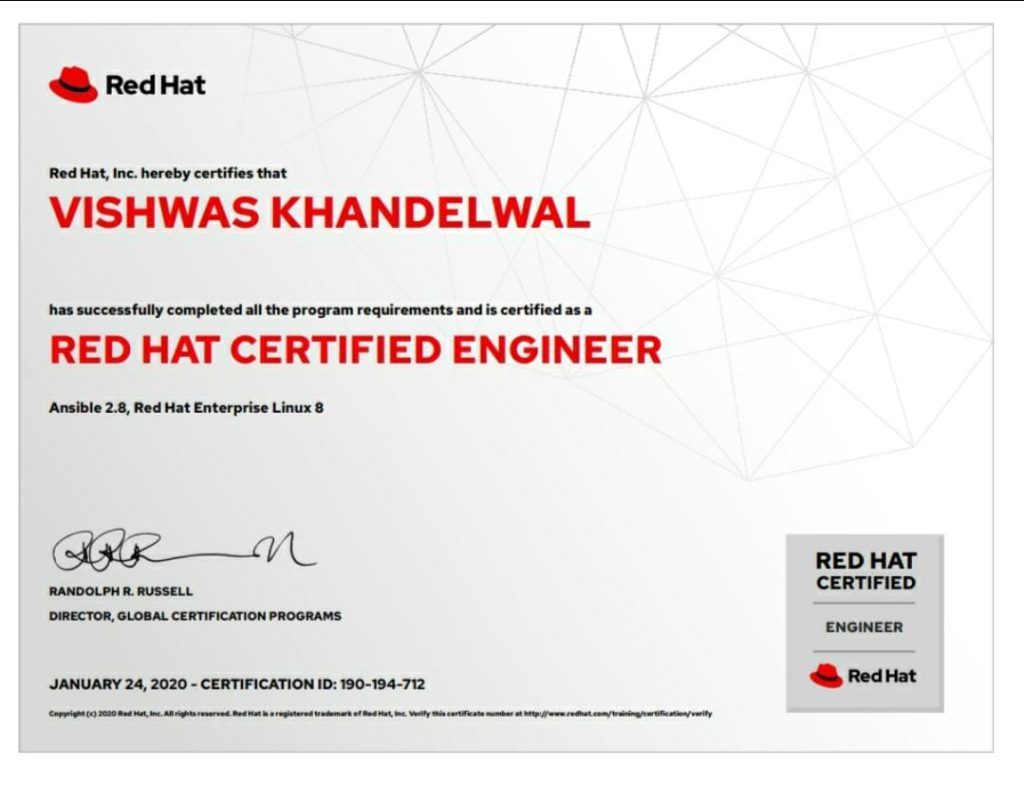 Red Hat
Red Hat, Inc. hereby certifies that
VISHWAS KHANDELWAL
has successfully completed all the program requirements and is certified as a
RED HAT CERTIFIED ENGINEER
Ansible 2.8, Red Hat Enterprise Linux 8
RANDOLPH R. RUSSELL
DIRECTOR, GLOBAL CERTIFICATION PROGRAMS
JANUARY 24, 2020 - CERTIFICATION ID: 190-194-712
Copyright (c) 2020 Red Hat, Inc. All rights reserved. Red Hat is a registered trademark of Red Hat, Inc. Verify this certificate number at http://www.redhat.com/training/certification/verify
RED HAT
CERTIFIED
ENGINEER
Red Hat